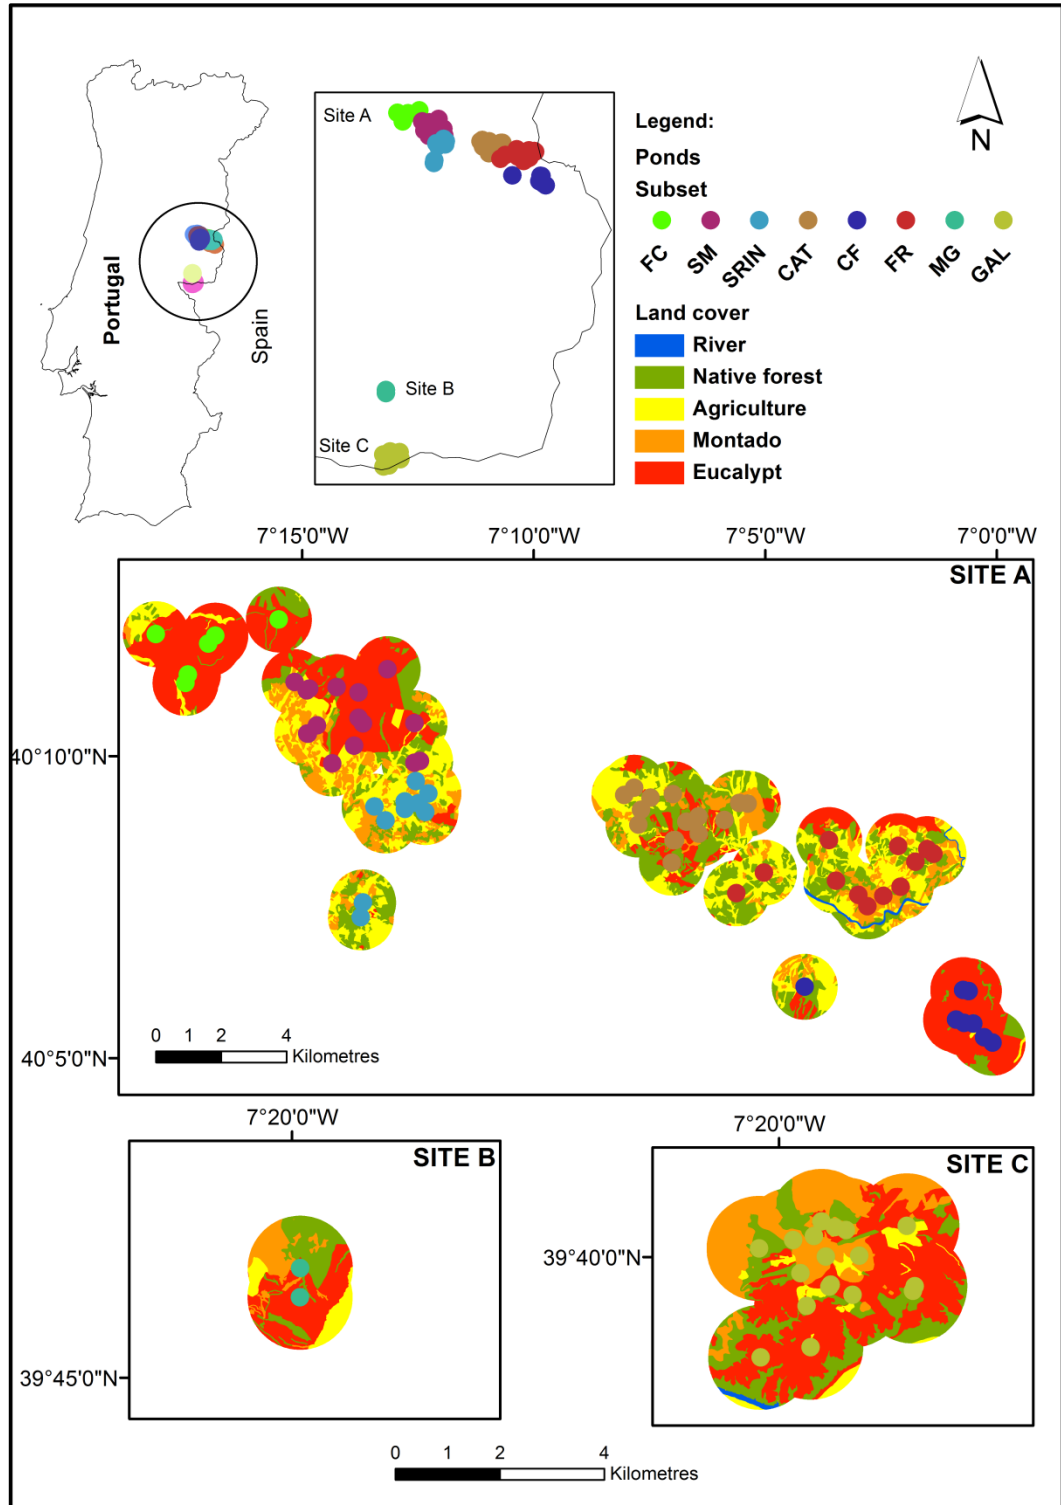 Site A
Legend:
N
Ponds
Subset
FC
SM
SRIN
CAT
CF
FR
MG
GAL
Portugal
Spain
Land cover
River
Native forest
Site B
Agriculture
Montado
Site C
Eucalypt
7°15'0"W
7°10'0"W
7°5'0"W
7°0'0"W
SITE A
40°10'0"N
0 1 2 4
Kilometres
40°5'0"N
7°20'0"W
7°20'0"W
SITE B
SITE C
39°40'0"N
39°45'0"N
0 1 2 4
Kilometres